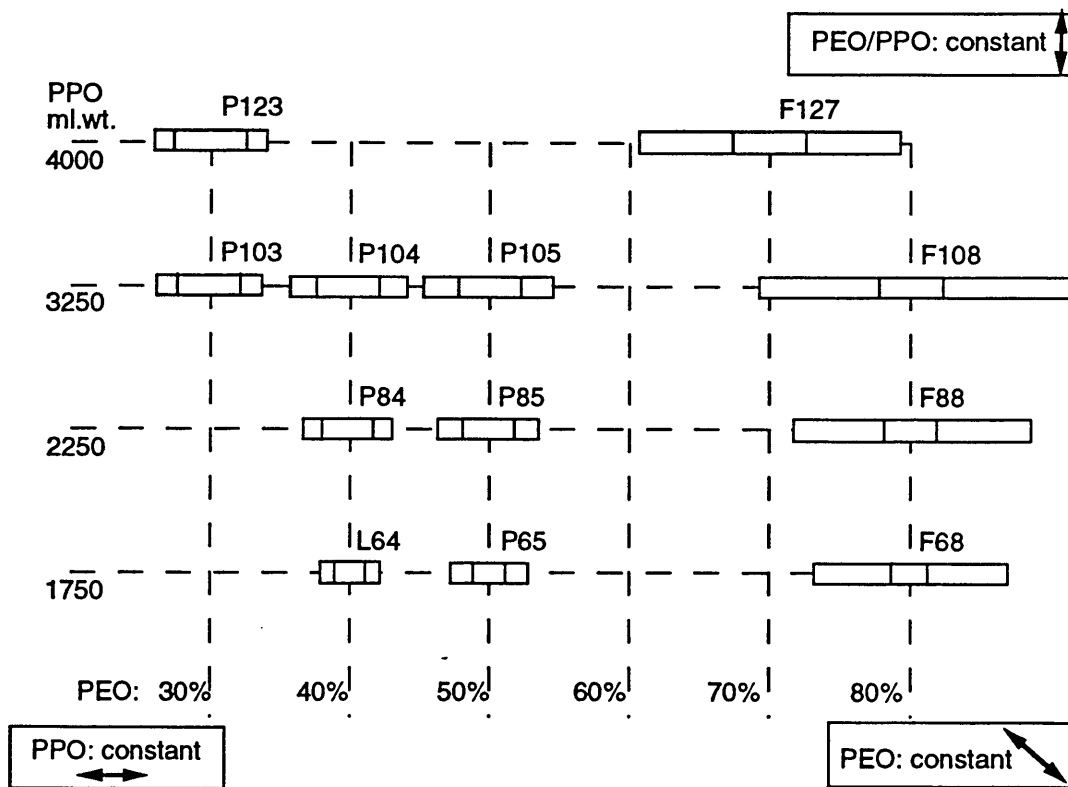 PEO/PPO: constant
PPO
ml.wt.
P123
F127
4000
P103
P104
P105
F108
3250
P84
P85
F88
2250
L64
P65
F68
1750
PEO: 30% 40% 50% 60% 70% 80%
PPO: constant
PEO: constant